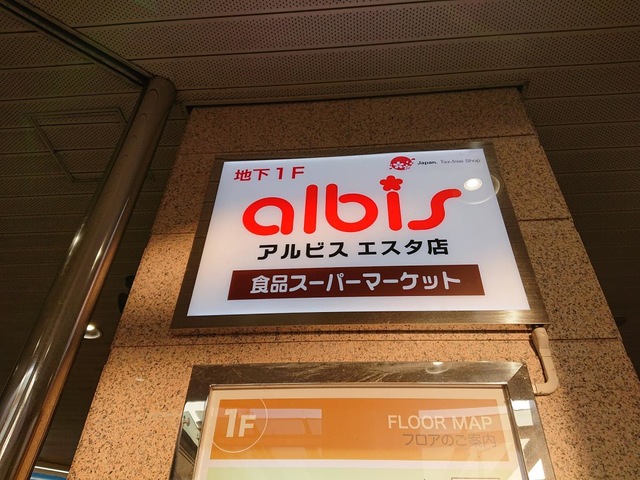 地下1F
Japan. Tax-free Shop
albis
アルビス エスタ店
食品スーパーマーケット
1F
FLOOR MAP
フロアのご案内